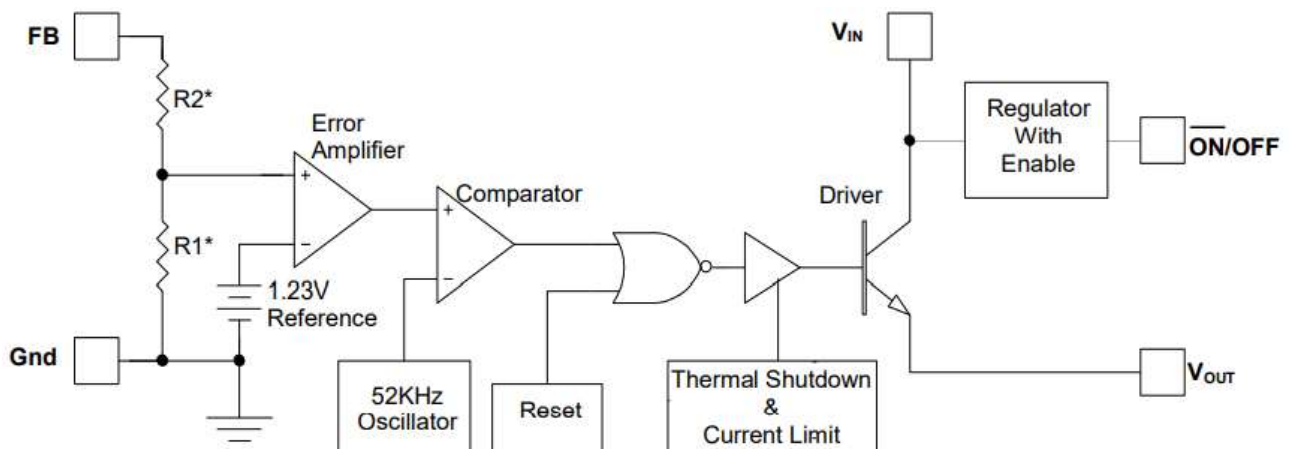 FB
R2*
R1*
Gnd
Error
Amplifier
+
−
1.23V
Reference
Comparator
+
−
52KHz
Oscillator
Reset
Thermal Shutdown
&
Current Limit
Driver
VIN
Regulator
With
Enable
ON/OFF
VOUT